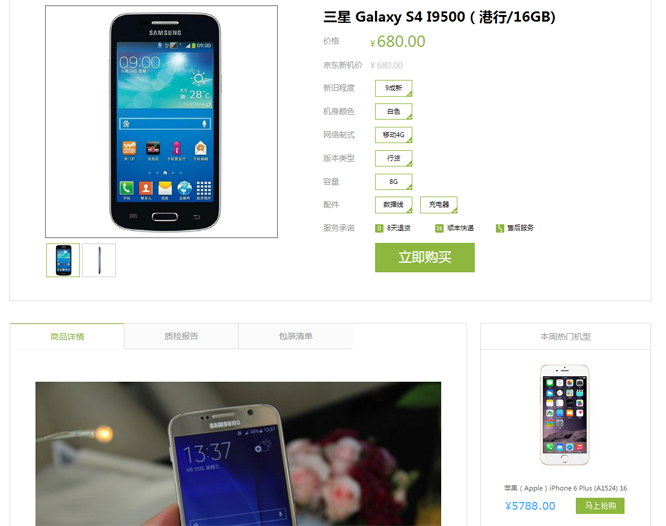 三星 Galaxy S4 I9500 ( 港行/16GB)
价格 ¥ 680.00
京东新机价 ¥ 680.00
新旧程度 9成新
机身颜色 白色
网络制式 移动4G
版本类型 行货
容量 8G
配件 数据线 充电器
服务承诺 8天退货 顺丰快递 售后服务
立即购买
SAMSUNG
09:00
09:00
28°C
商品详情 质检报告 包装清单
本周热门机型
SAMSUNG
13:37
13:37
苹果 ( Apple ) iPhone 6 Plus (A1524) 16
¥5788.00 马上抢购